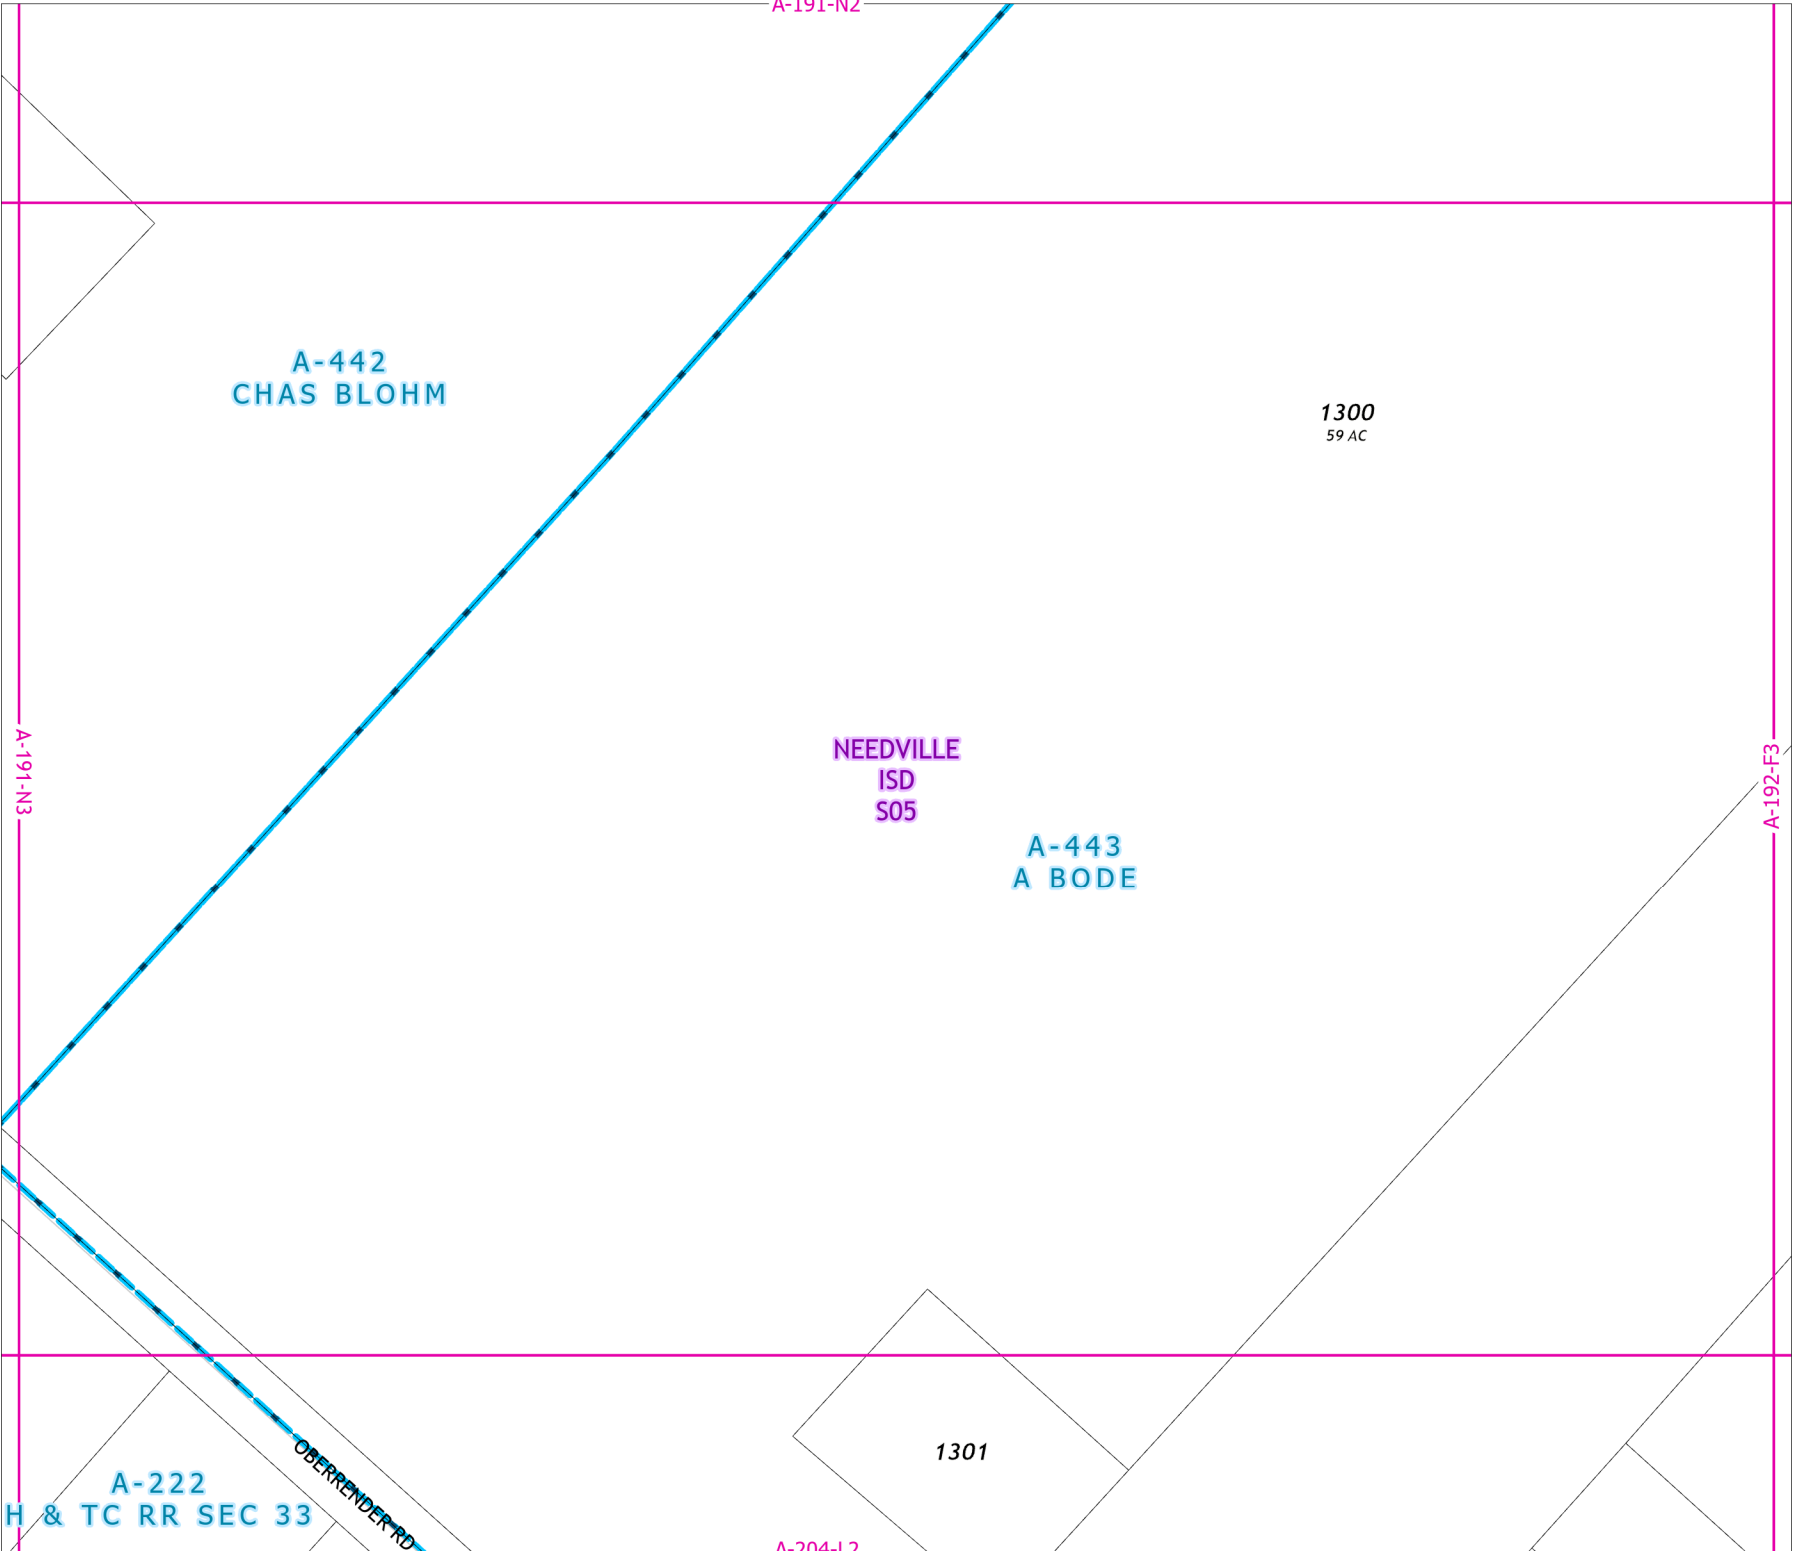 A-191-N2
A-442
CHAS BLOHM
1300
59 AC
A-191-N3
NEEDVILLE
ISD
S05
A-192-F3
A-443
A BODE
1301
OBERRENDER RD
A-222
H & TC RR SEC 33
A-204-L2